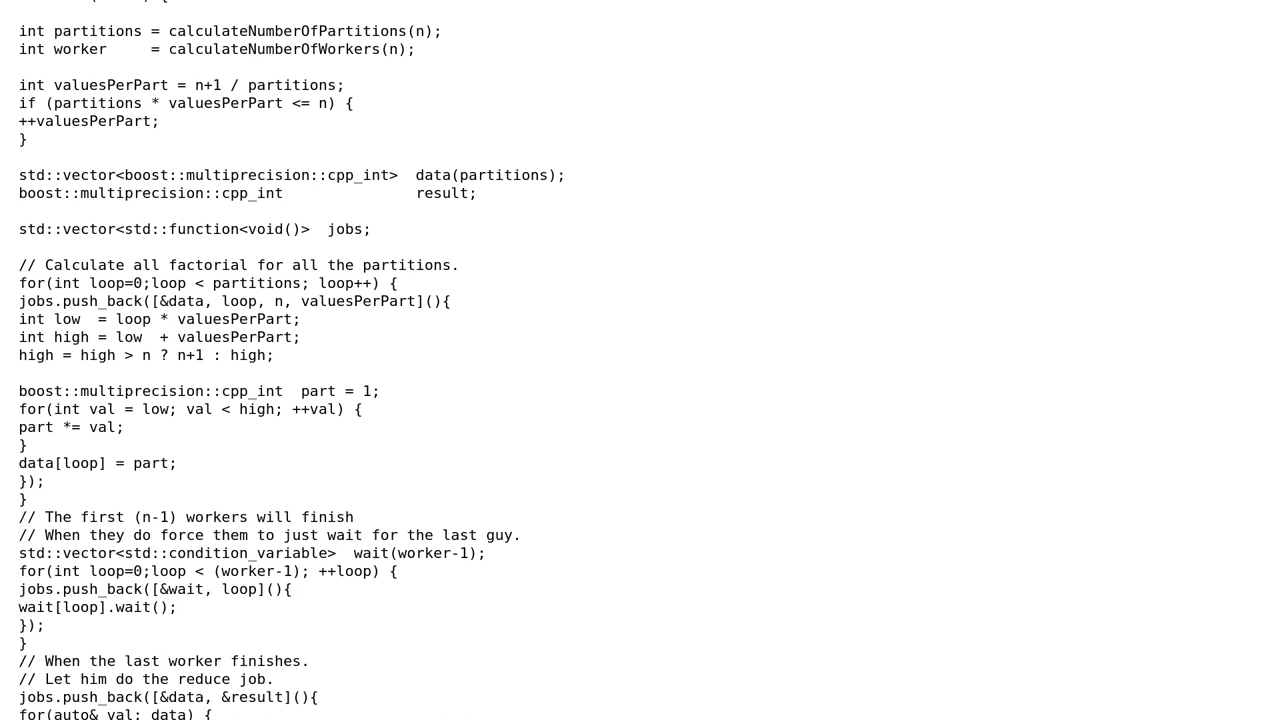 int partitions = calculateNumberOfPartitions(n);
int worker     = calculateNumberOfWorkers(n);

int valuesPerPart = n+1 / partitions;
if (partitions * valuesPerPart <= n) {
++valuesPerPart;
}

std::vector<boost::multiprecision::cpp_int>  data(partitions);
boost::multiprecision::cpp_int               result;

std::vector<std::function<void()>  jobs;

// Calculate all factorial for all the partitions.
for(int loop=0;loop < partitions; loop++) {
jobs.push_back([&data, loop, n, valuesPerPart](){
int low  = loop * valuesPerPart;
int high = low  + valuesPerPart;
high = high > n ? n+1 : high;

boost::multiprecision::cpp_int  part = 1;
for(int val = low; val < high; ++val) {
part *= val;
}
data[loop] = part;
});
}
// The first (n-1) workers will finish
// When they do force them to just wait for the last guy.
std::vector<std::condition_variable>  wait(worker-1);
for(int loop=0;loop < (worker-1); ++loop) {
jobs.push_back([&wait, loop](){
wait[loop].wait();
});
}
// When the last worker finishes.
// Let him do the reduce job.
jobs.push_back([&data, &result](){
for(auto& val: data) {